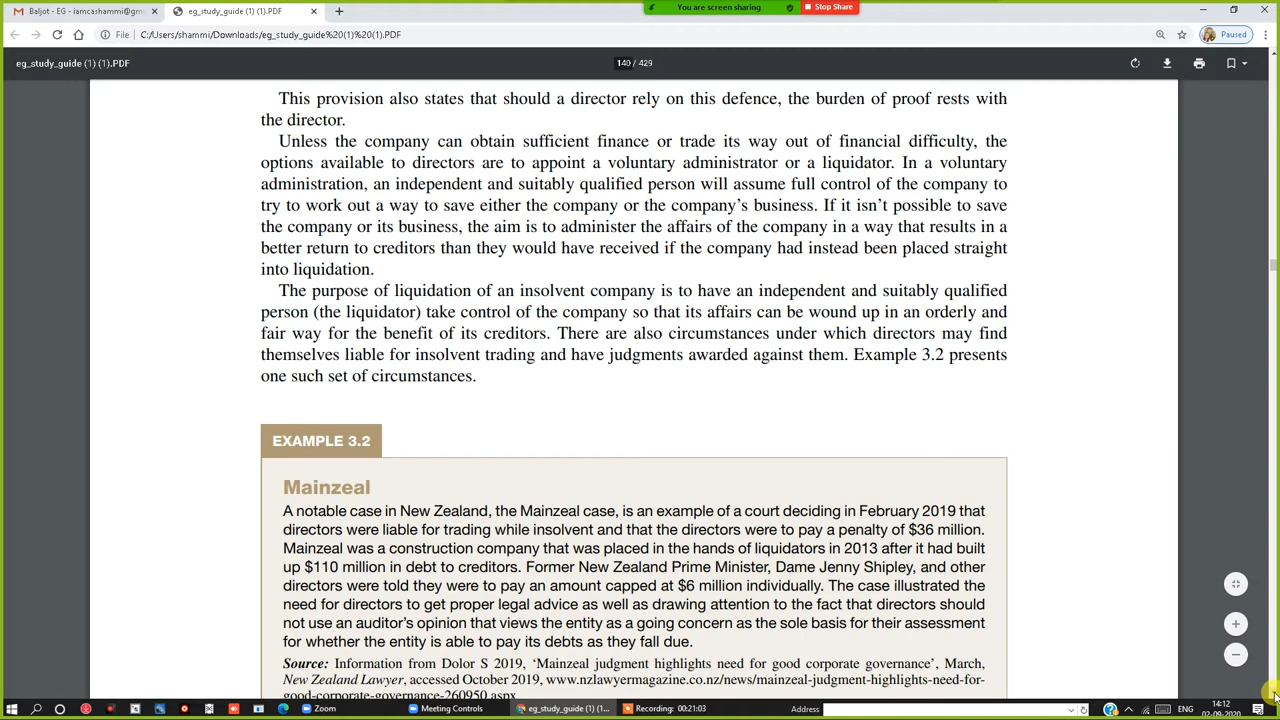 Baljot - EG - iamcashammi@gm
eg_study_guide (1) (1).PDF
You are screen sharing
Stop Share
File
C:/Users/shammi/Downloads/eg_study_guide%20(1)%20(1).PDF
Paused
eg_study_guide (1) (1).PDF
140 / 429
This provision also states that should a director rely on this defence, the burden of proof rests with
the director.
Unless the company can obtain sufficient finance or trade its way out of financial difficulty, the
options available to directors are to appoint a voluntary administrator or a liquidator. In a voluntary
administration, an independent and suitably qualified person will assume full control of the company to
try to work out a way to save either the company or the company's business. If it isn't possible to save
the company or its business, the aim is to administer the affairs of the company in a way that results in a
better return to creditors than they would have received if the company had instead been placed straight
into liquidation.
The purpose of liquidation of an insolvent company is to have an independent and suitably qualified
person (the liquidator) take control of the company so that its affairs can be wound up in an orderly and
fair way for the benefit of its creditors. There are also circumstances under which directors may find
themselves liable for insolvent trading and have judgments awarded against them. Example 3.2 presents
one such set of circumstances.
EXAMPLE 3.2
Mainzeal
A notable case in New Zealand, the Mainzeal case, is an example of a court deciding in February 2019 that
directors were liable for trading while insolvent and that the directors were to pay a penalty of $36 million.
Mainzeal was a construction company that was placed in the hands of liquidators in 2013 after it had built
up $110 million in debt to creditors. Former New Zealand Prime Minister, Dame Jenny Shipley, and other
directors were told they were to pay an amount capped at $6 million individually. The case illustrated the
need for directors to get proper legal advice as well as drawing attention to the fact that directors should
not use an auditor's opinion that views the entity as a going concern as the sole basis for their assessment
for whether the entity is able to pay its debts as they fall due.
Source: Information from Dolor S 2019, 'Mainzeal judgment highlights need for good corporate governance', March,
New Zealand Lawyer, accessed October 2019, www.nzlawyermagazine.co.nz/news/mainzeal-judgment-highlights-need-for-
good-corporate-governance-260950.aspx
Zoom
Meeting Controls
eg_study_guide (1) (1...
Recording: 00:21:03
Address
ENG
14:12
02-09-2020